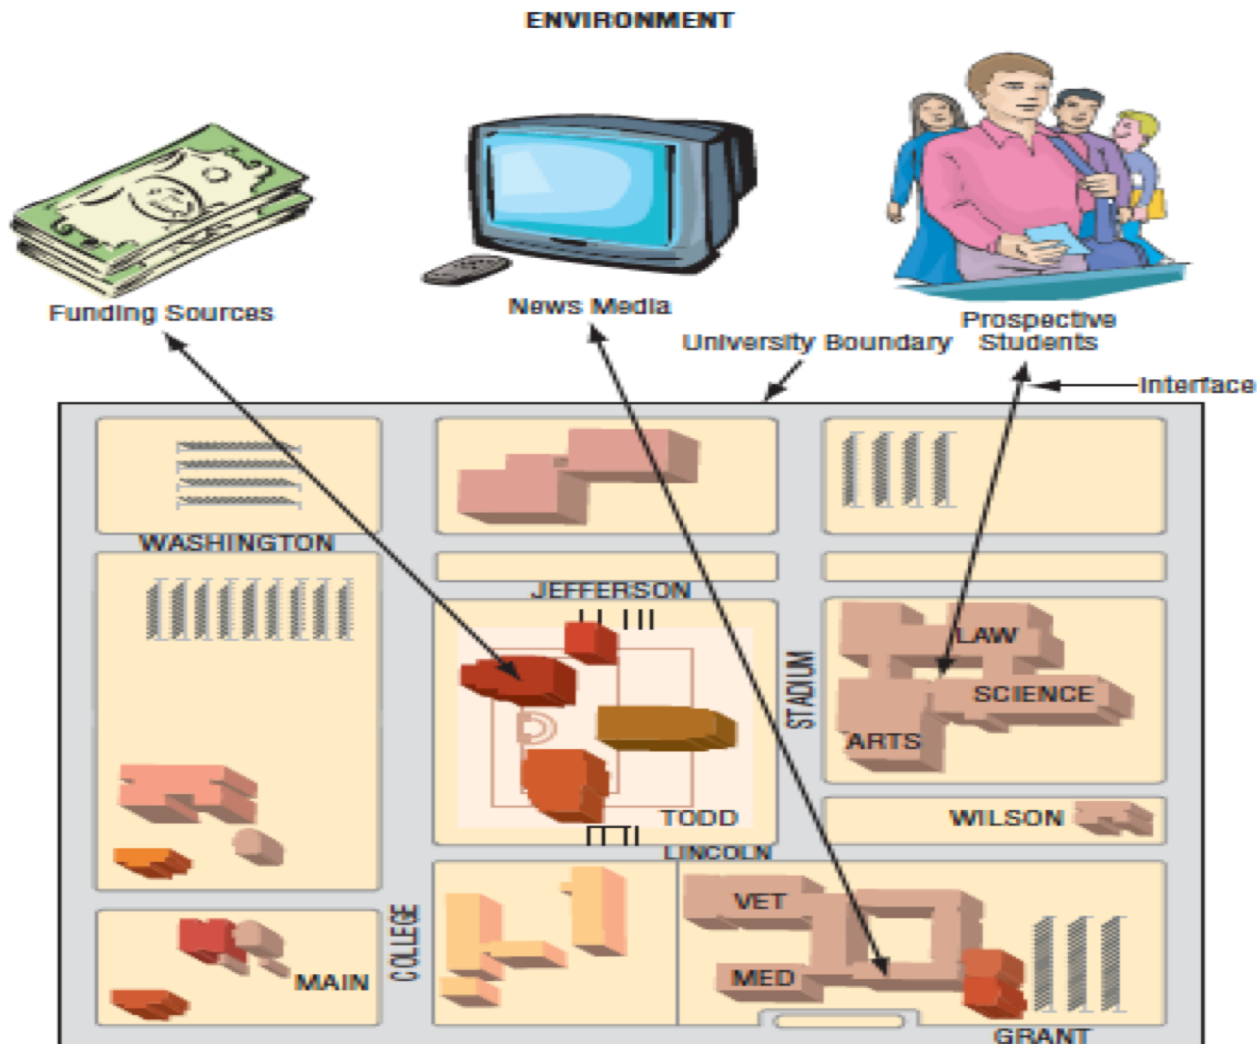 ENVIRONMENT
Funding Sources
News Media
Prospective
Students
University Boundary
Interface
WASHINGTON
JEFFERSON
STADIUM
LAW
SCIENCE
ARTS
TODD
WILSON
LINCOLN
COLLEGE
VET
MED
MAIN
GRANT